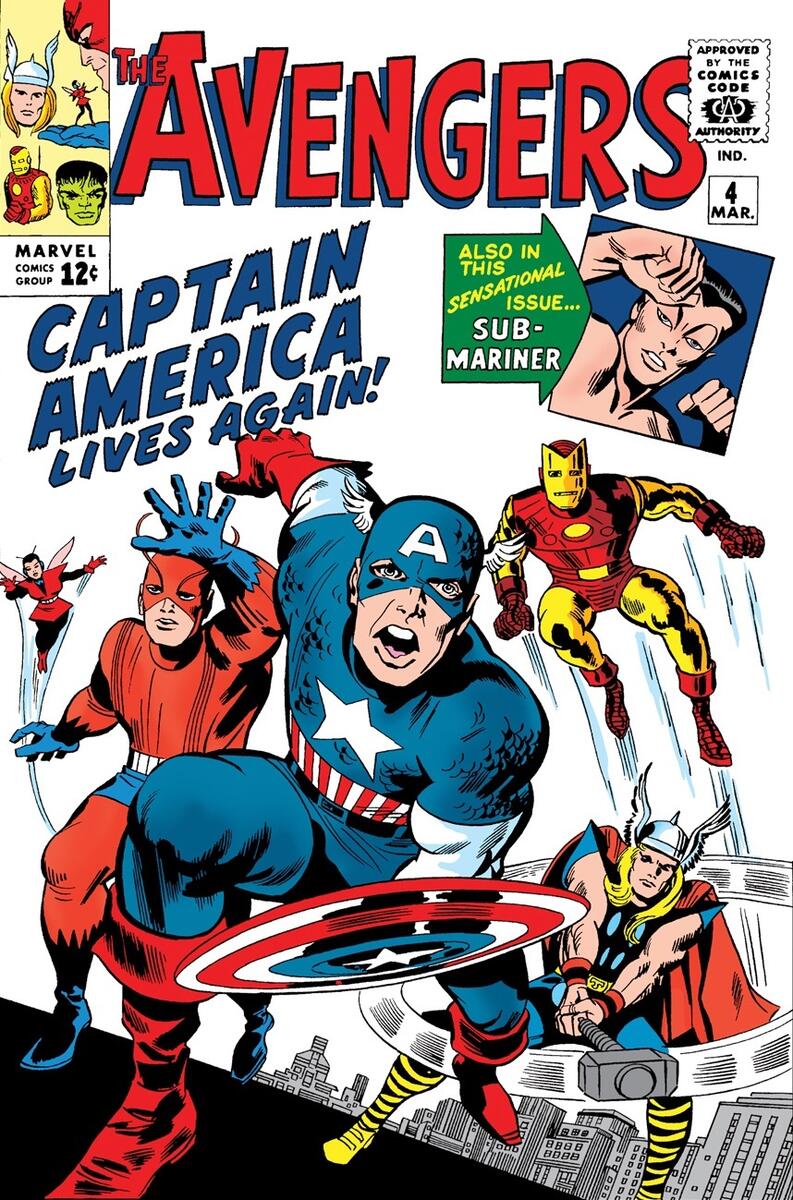 THE
AVENGERS
APPROVED
BY THE
COMICS
CODE
CA
AUTHORITY
IND.
4
MAR.
MARVEL
COMICS
GROUP 12¢
CAPTAIN
AMERICA
LIVES AGAIN!
ALSO IN
THIS
SENSATIONAL
ISSUE...
SUB-
MARINER
A